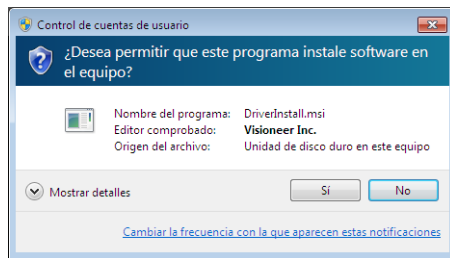 Control de cuentas de usuario
¿Desea permitir que este programa instale software en
el equipo?
Nombre del programa: DriverInstall.msi
Editor comprobado: Visioneer Inc.
Origen del archivo: Unidad de disco duro en este equipo
Mostrar detalles Sí No
Cambiar la frecuencia con la que aparecen estas notificaciones